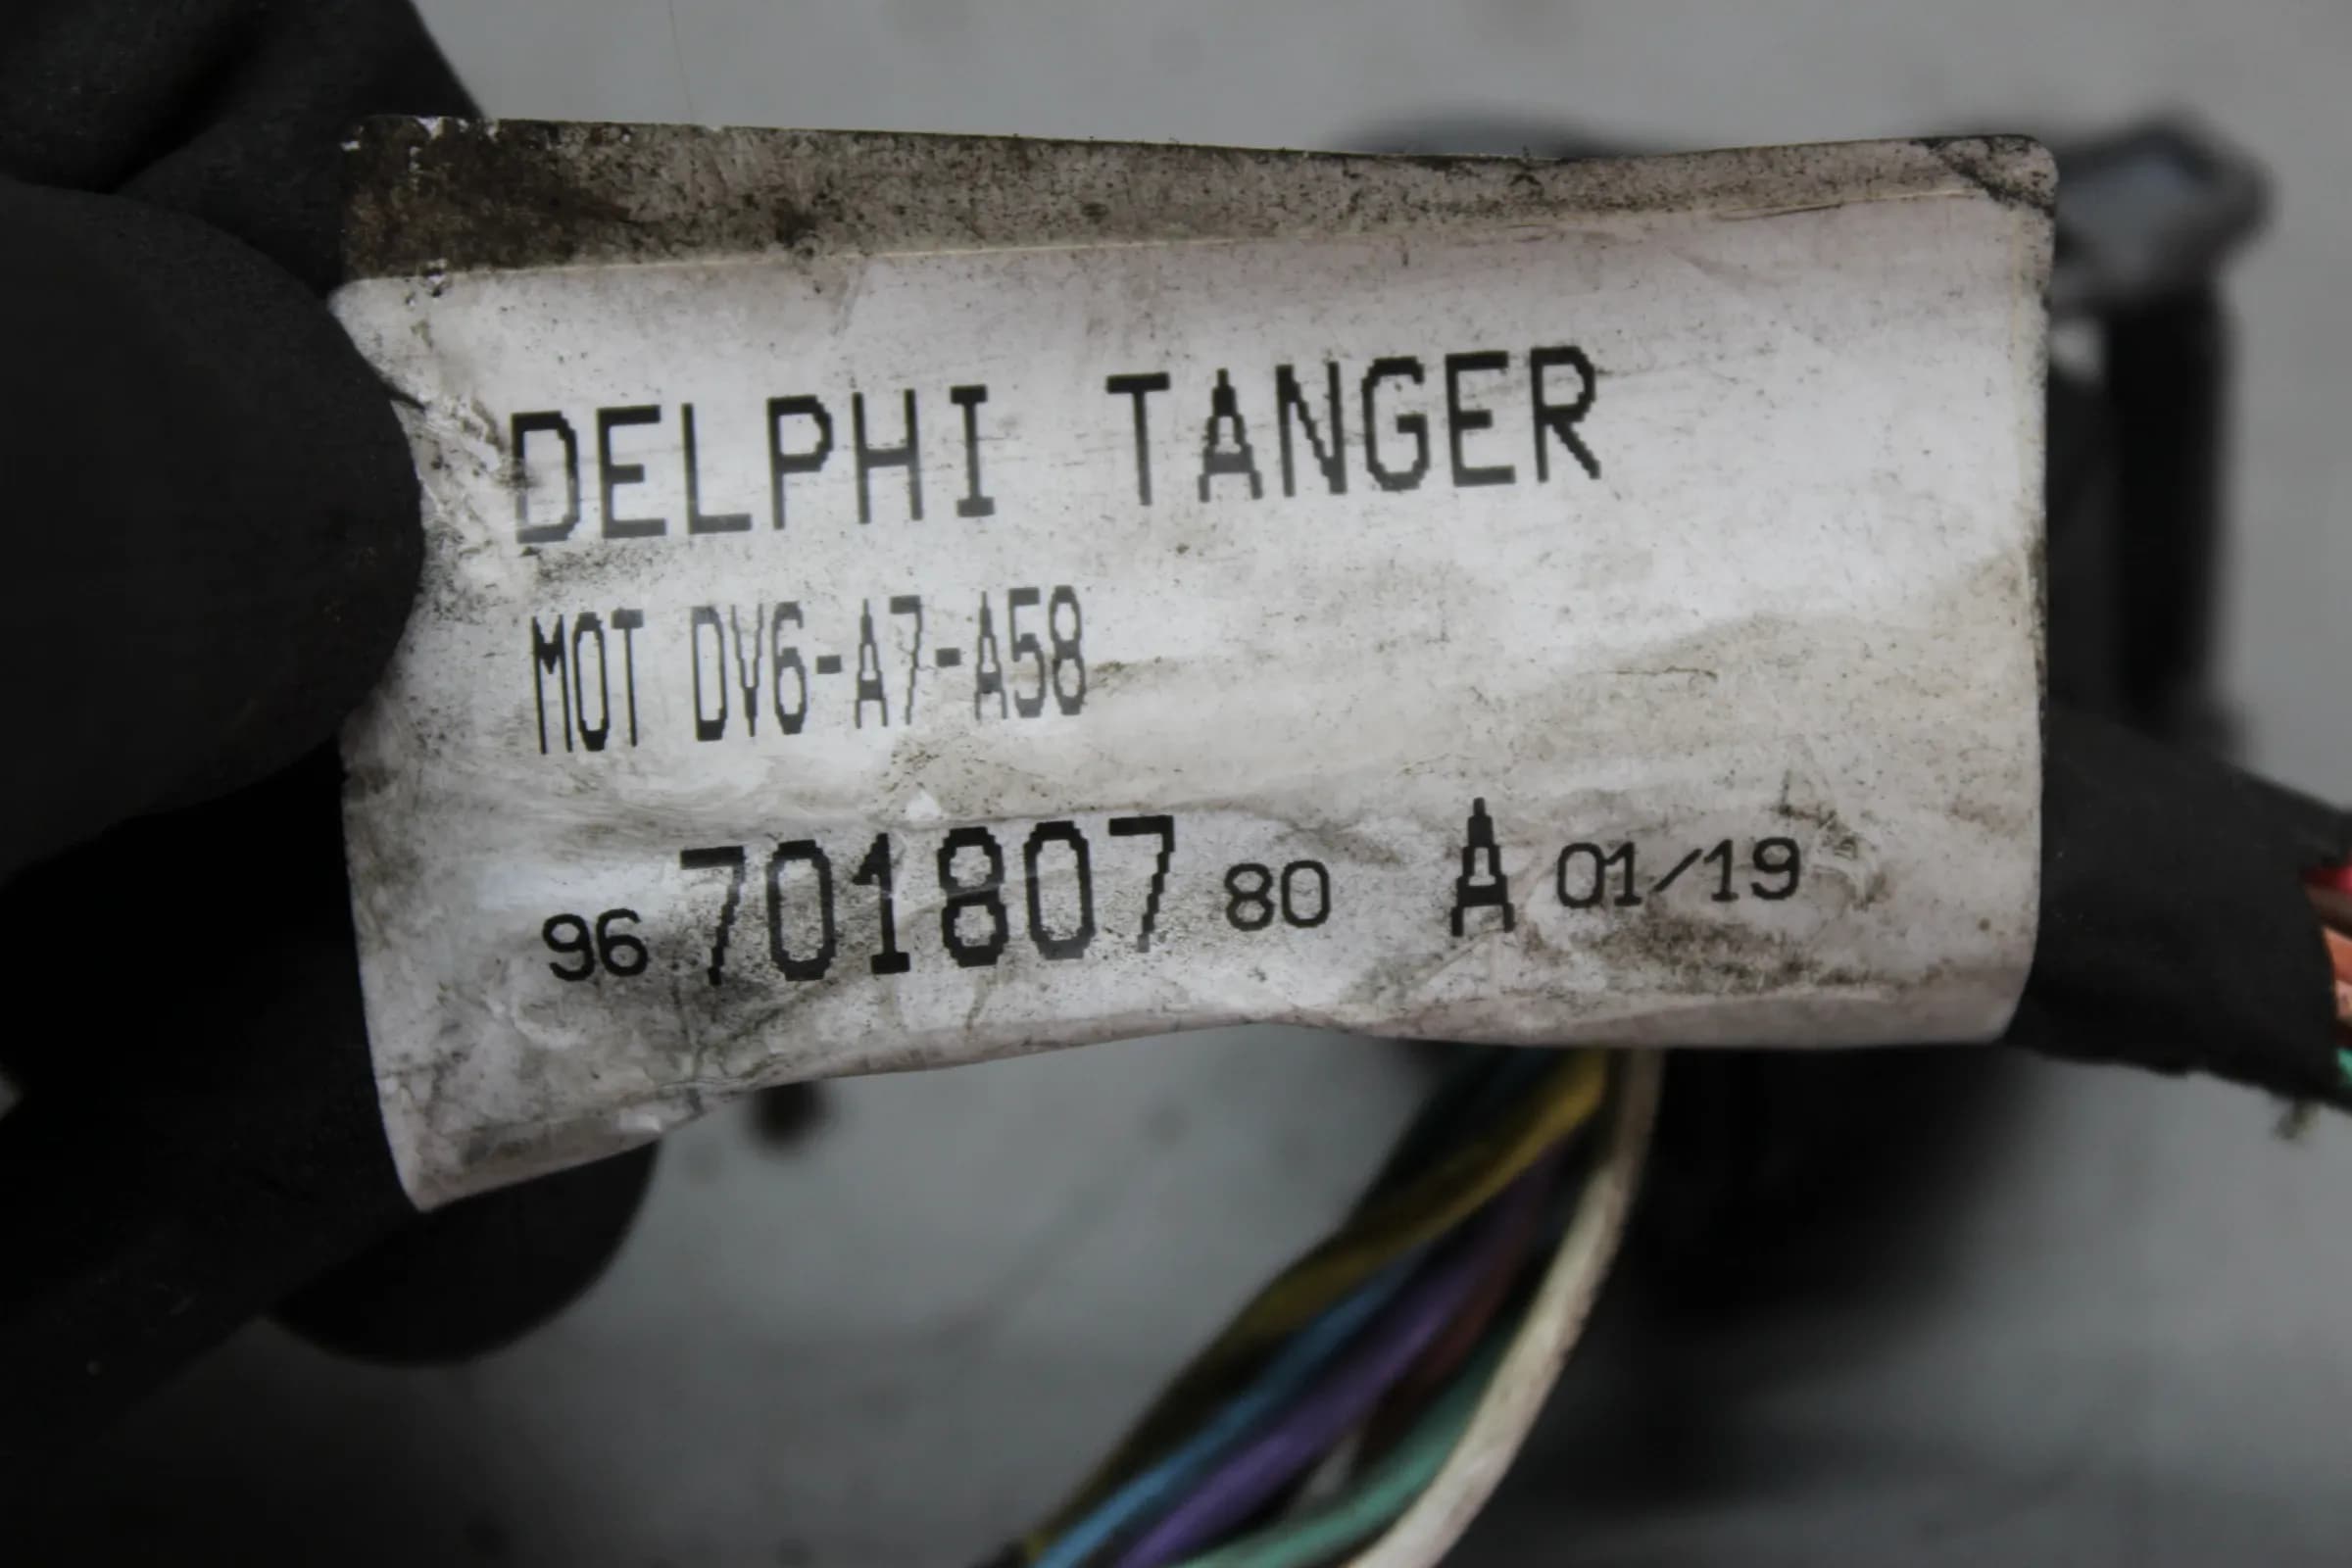 DELPHI TANGER
MOT DV6-A7-A58
96 701807 80 A 01/19